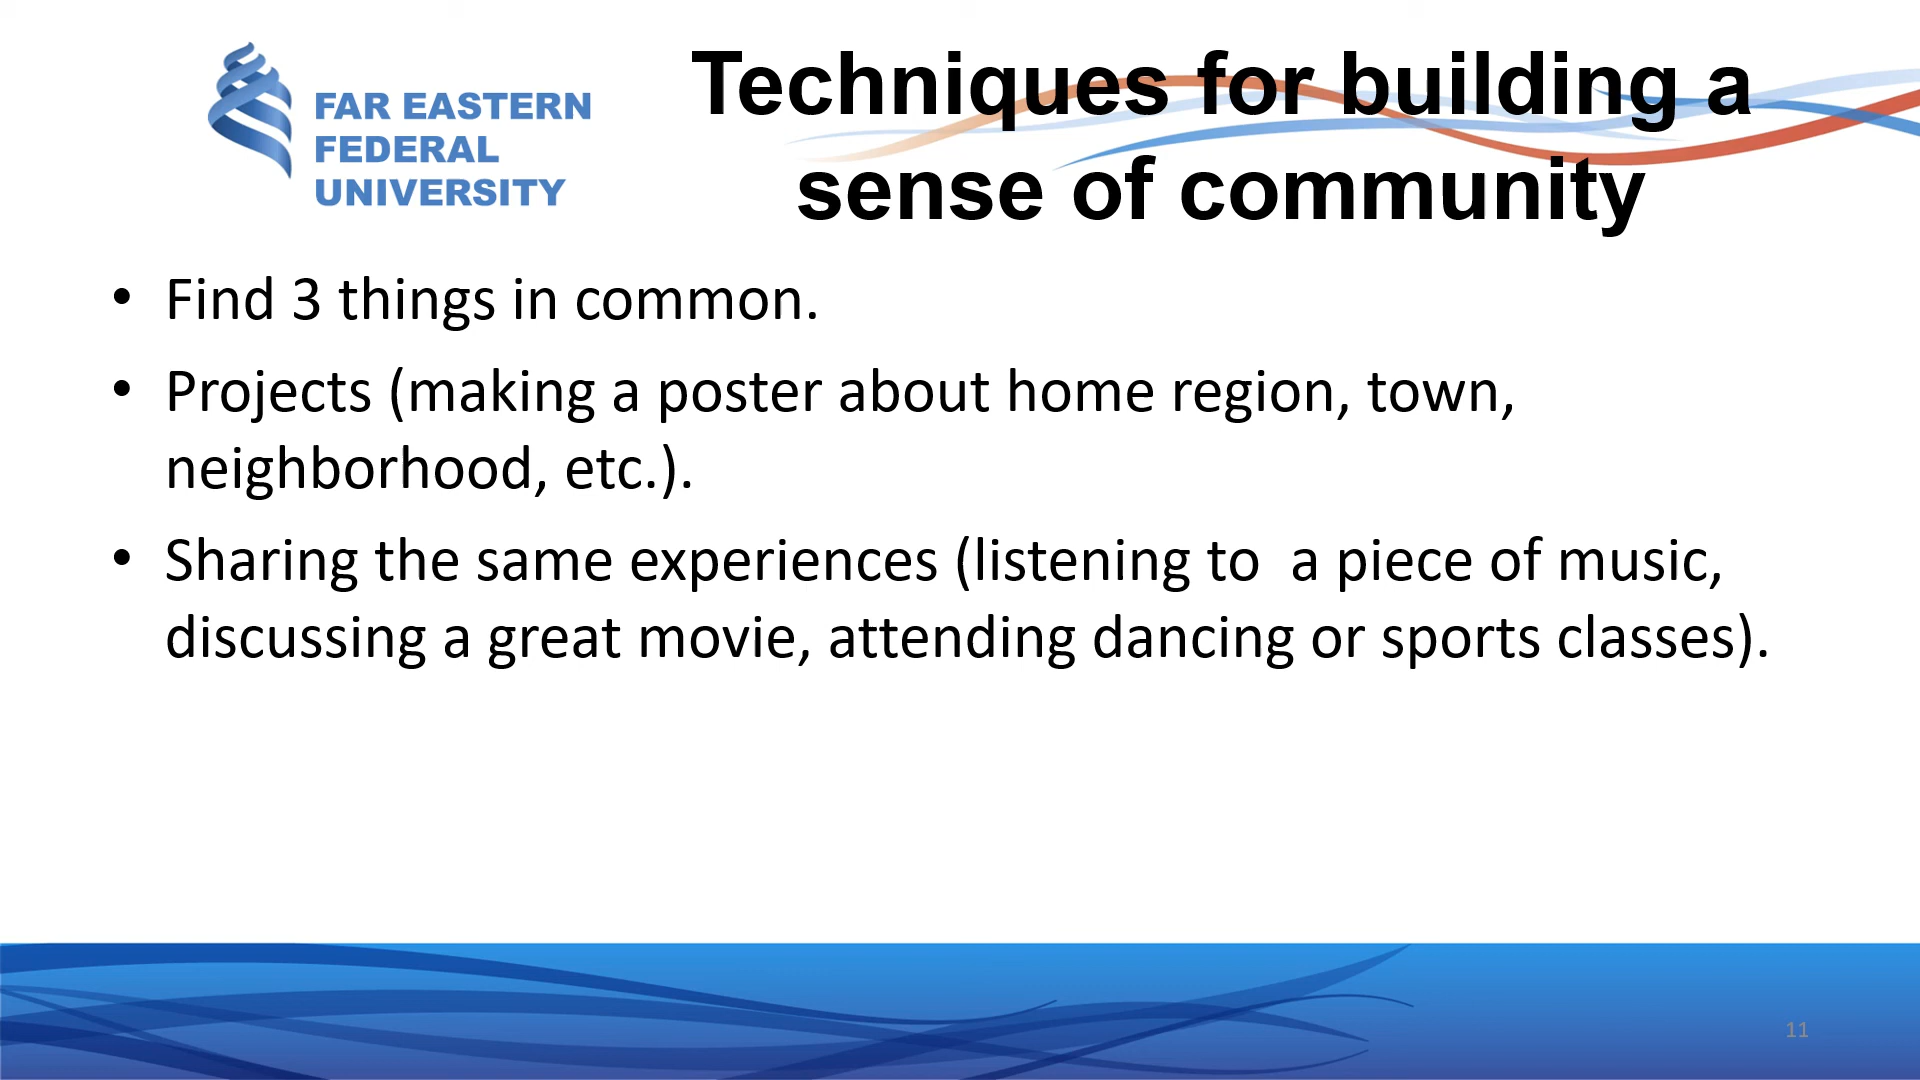 FAR EASTERN
FEDERAL
UNIVERSITY
Techniques for building a
sense of community
• Find 3 things in common.
• Projects (making a poster about home region, town,
neighborhood, etc.).
• Sharing the same experiences (listening to  a piece of music,
discussing a great movie, attending dancing or sports classes).
11